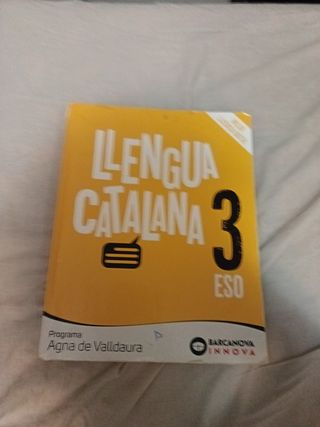 LLENGUA
CATALANA
3
ESO
Programa
Agna de Valldaura
BARCANOVA
INNOVA